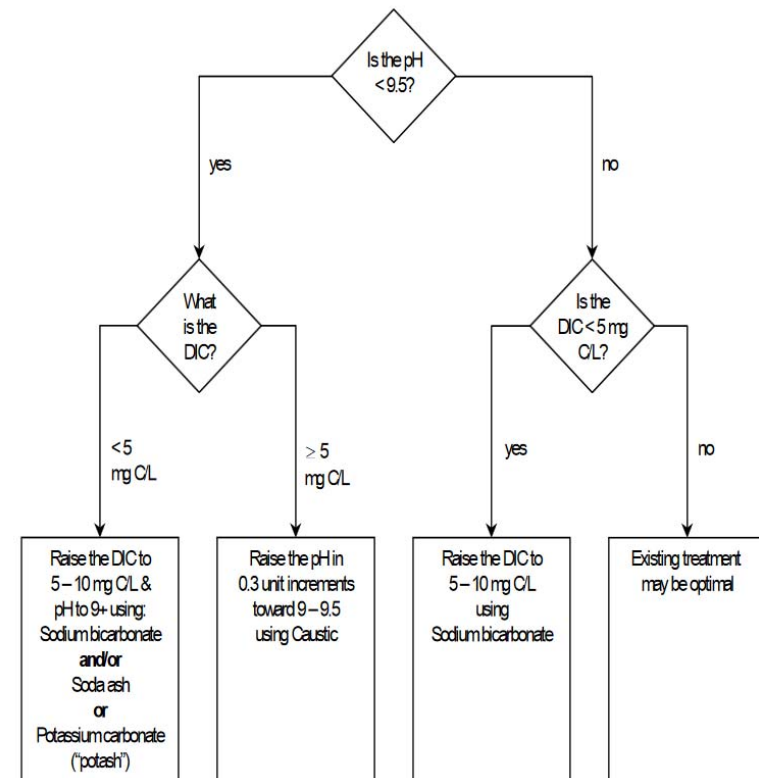 Is the pH
< 9.5?
yes
no
What
is the
DIC?
Is the
DIC < 5 mg
C/L?
< 5
mg C/L
≥ 5
mg C/L
yes
no
Raise the DIC to
5 – 10 mg C/L &
pH to 9+ using:
Sodium bicarbonate
and/or
Soda ash
or
Potassium carbonate
("potash")
Raise the pH in
0.3 unit increments
toward 9 – 9.5
using Caustic
Raise the DIC to
5 – 10 mg C/L
using
Sodium bicarbonate
Existing treatment
may be optimal